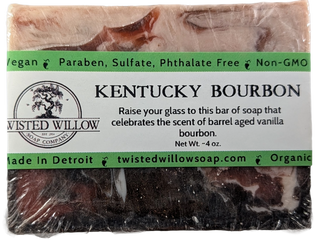 Vegan Paraben, Sulfate, Phthalate Free Non-GMO
KENTUCKY BOURBON
Raise your glass to this bar of soap that
celebrates the scent of barrel aged vanilla
bourbon.
Net Wt. ~4 oz.
TWISTED WILLOW
SOAP COMPANY
Made In Detroit twistedwillowsoap.com Organic